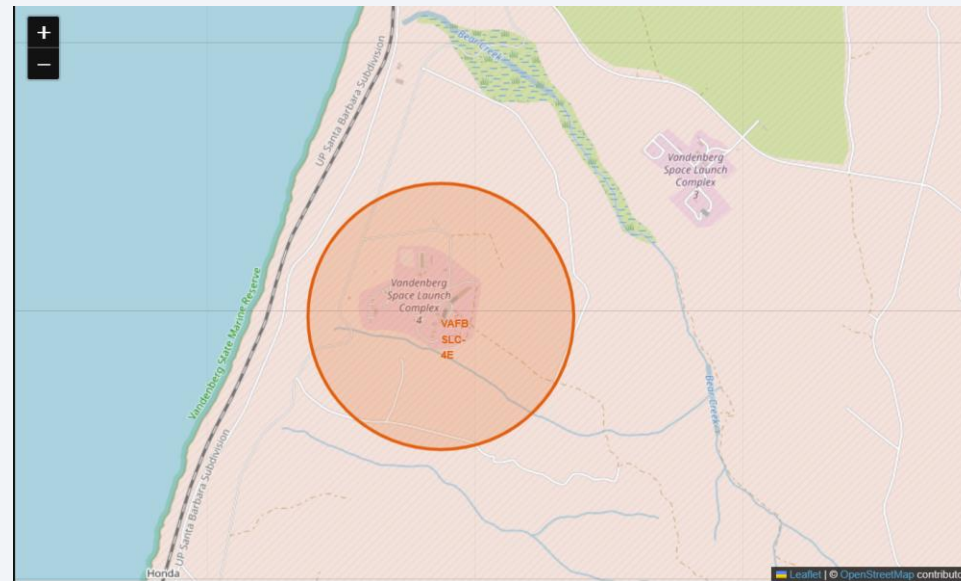 +
−
UP Santa Barbara Subdivision
Bear Creek
Vandenberg
Space Launch
Complex
3
Vandenberg
Space Launch
Complex
4
VAFB
SLC-
4E
Vandenberg State Marine Reserve
Bear Creek
UP Santa Barbara Subdivision
Honda
Leaflet | © OpenStreetMap contributo